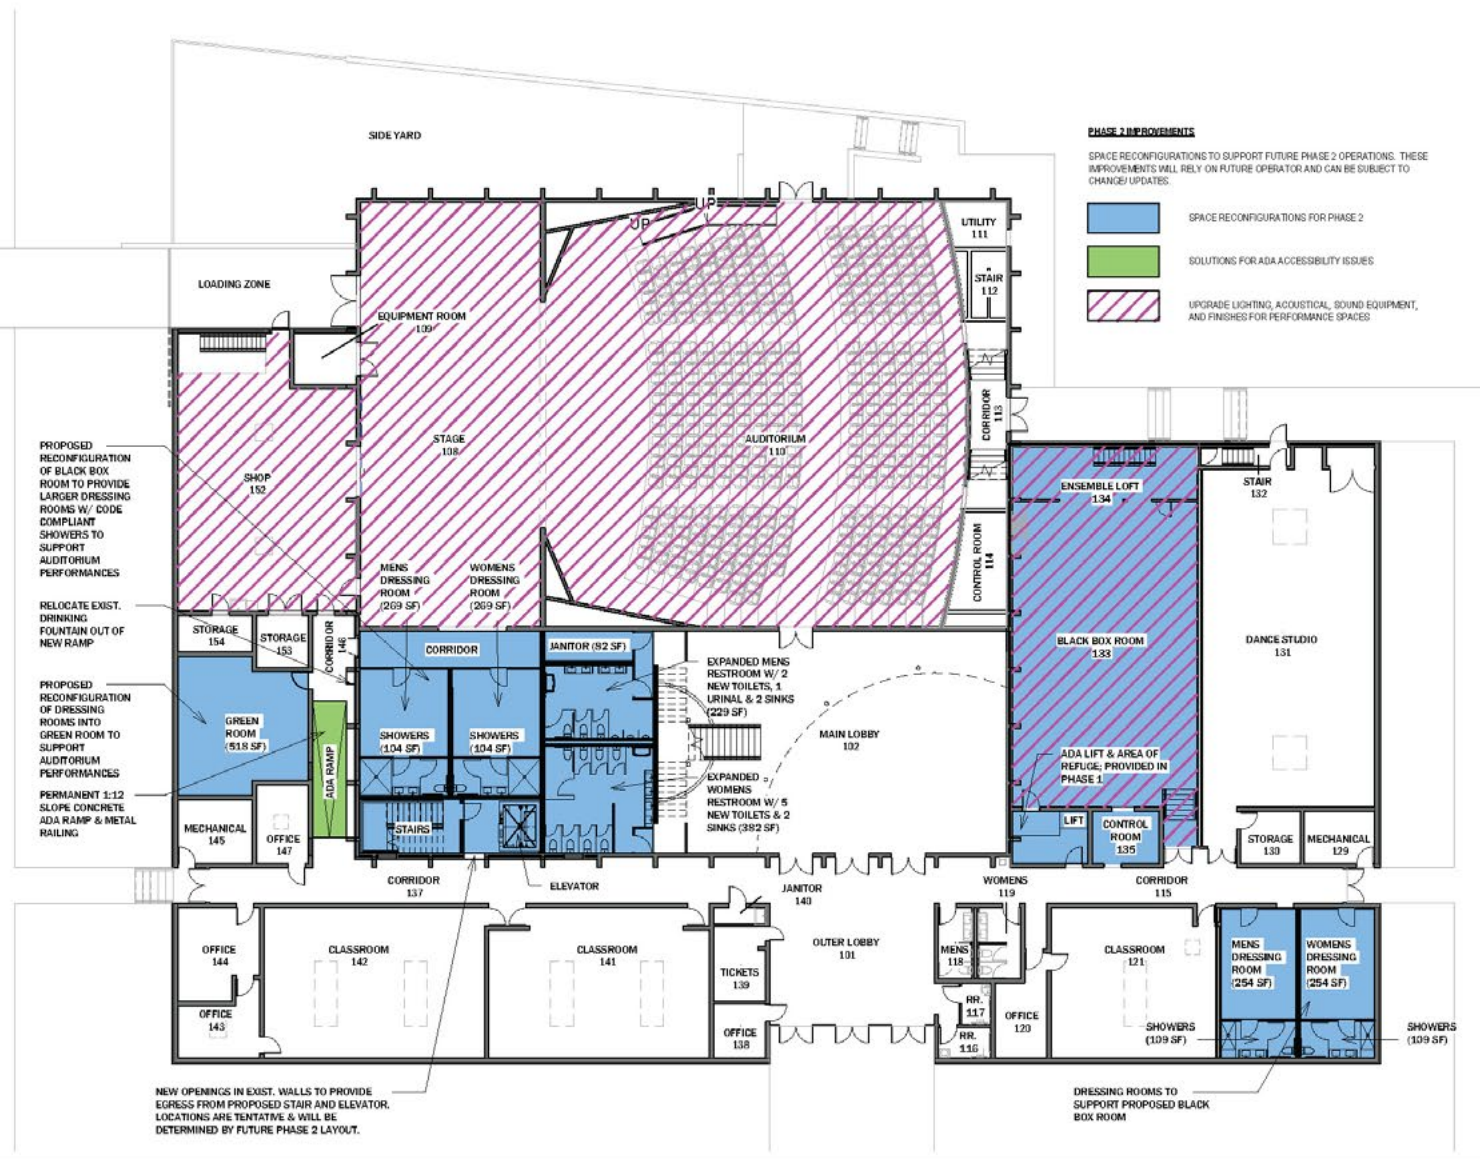 SIDE YARD
PHASE 2 IMPROVEMENTS
SPACE RECONFIGURATIONS TO SUPPORT FUTURE PHASE 2 OPERATIONS. THESE
IMPROVEMENTS WILL RELY ON FUTURE OPERATOR AND CAN BE SUBJECT TO
CHANGE/ UPDATES.
SPACE RECONFIGURATIONS FOR PHASE 2
SOLUTIONS FOR ADA ACCESSIBILITY ISSUES
UPGRADE LIGHTING, ACOUSTICAL, SOUND EQUIPMENT,
AND FINISHES FOR PERFORMANCE SPACES
UP
UP
UTILITY
111
STAIR
112
LOADING ZONE
EQUIPMENT ROOM
109
CORRIDOR
113
STAGE
108
AUDITORIUM
110
SHOP
152
CONTROL ROOM
114
PROPOSED
RECONFIGURATION
OF BLACK BOX
ROOM TO PROVIDE
LARGER DRESSING
ROOMS W/ CODE
COMPLIANT
SHOWERS TO
SUPPORT
AUDITORIUM
PERFORMANCES
ENSEMBLE LOFT
134
STAIR
132
MENS
DRESSING
ROOM
(269 SF)
WOMENS
DRESSING
ROOM
(269 SF)
RELOCATE EXIST.
DRINKING
FOUNTAIN OUT OF
NEW RAMP
STORAGE
154
STORAGE
153
CORRIDOR
146
CORRIDOR
JANITOR (82 SF)
BLACK BOX ROOM
133
DANCE STUDIO
131
EXPANDED MENS
RESTROOM W/ 2
NEW TOILETS, 1
URINAL & 2 SINKS
(229 SF)
PROPOSED
RECONFIGURATION
OF DRESSING
ROOMS INTO
GREEN ROOM TO
SUPPORT
AUDITORIUM
PERFORMANCES
GREEN
ROOM
(518 SF)
SHOWERS
(104 SF)
SHOWERS
(104 SF)
MAIN LOBBY
102
ADA LIFT & AREA OF
REFUGE; PROVIDED IN
PHASE 1
ADA RAMP
EXPANDED
WOMENS
RESTROOM W/ 5
NEW TOILETS & 2
SINKS (382 SF)
PERMANENT 1:12
SLOPE CONCRETE
ADA RAMP & METAL
RAILING
MECHANICAL
145
OFFICE
147
STAIRS
LIFT
CONTROL
ROOM
135
STORAGE
130
MECHANICAL
129
CORRIDOR
137
ELEVATOR
JANITOR
140
WOMENS
119
CORRIDOR
115
OFFICE
144
CLASSROOM
142
CLASSROOM
141
OUTER LOBBY
101
MENS
118
CLASSROOM
121
MENS
DRESSING
ROOM
(254 SF)
WOMENS
DRESSING
ROOM
(254 SF)
TICKETS
139
OFFICE
143
RR.
117
OFFICE
120
OFFICE
138
RR.
116
SHOWERS
(109 SF)
SHOWERS
(109 SF)
NEW OPENINGS IN EXIST. WALLS TO PROVIDE
EGRESS FROM PROPOSED STAIR AND ELEVATOR.
LOCATIONS ARE TENTATIVE & WILL BE
DETERMINED BY FUTURE PHASE 2 LAYOUT.
DRESSING ROOMS TO
SUPPORT PROPOSED BLACK
BOX ROOM